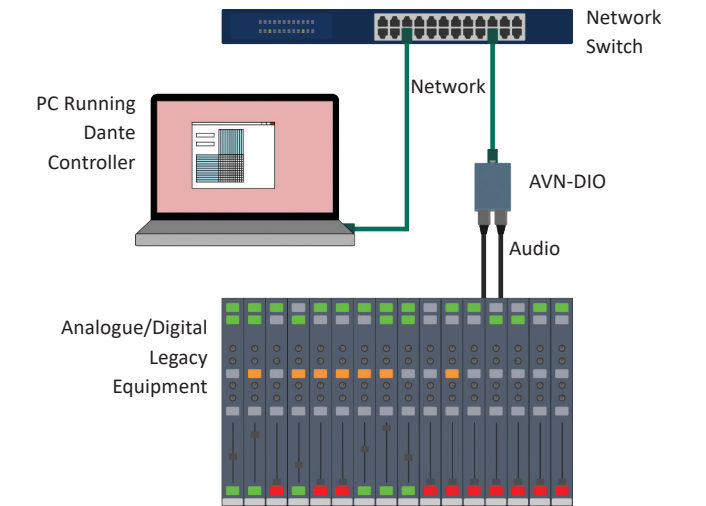 Network
Switch
Network
PC Running
Dante
Controller
AVN-DIO
Audio
Analogue/Digital
Legacy
Equipment